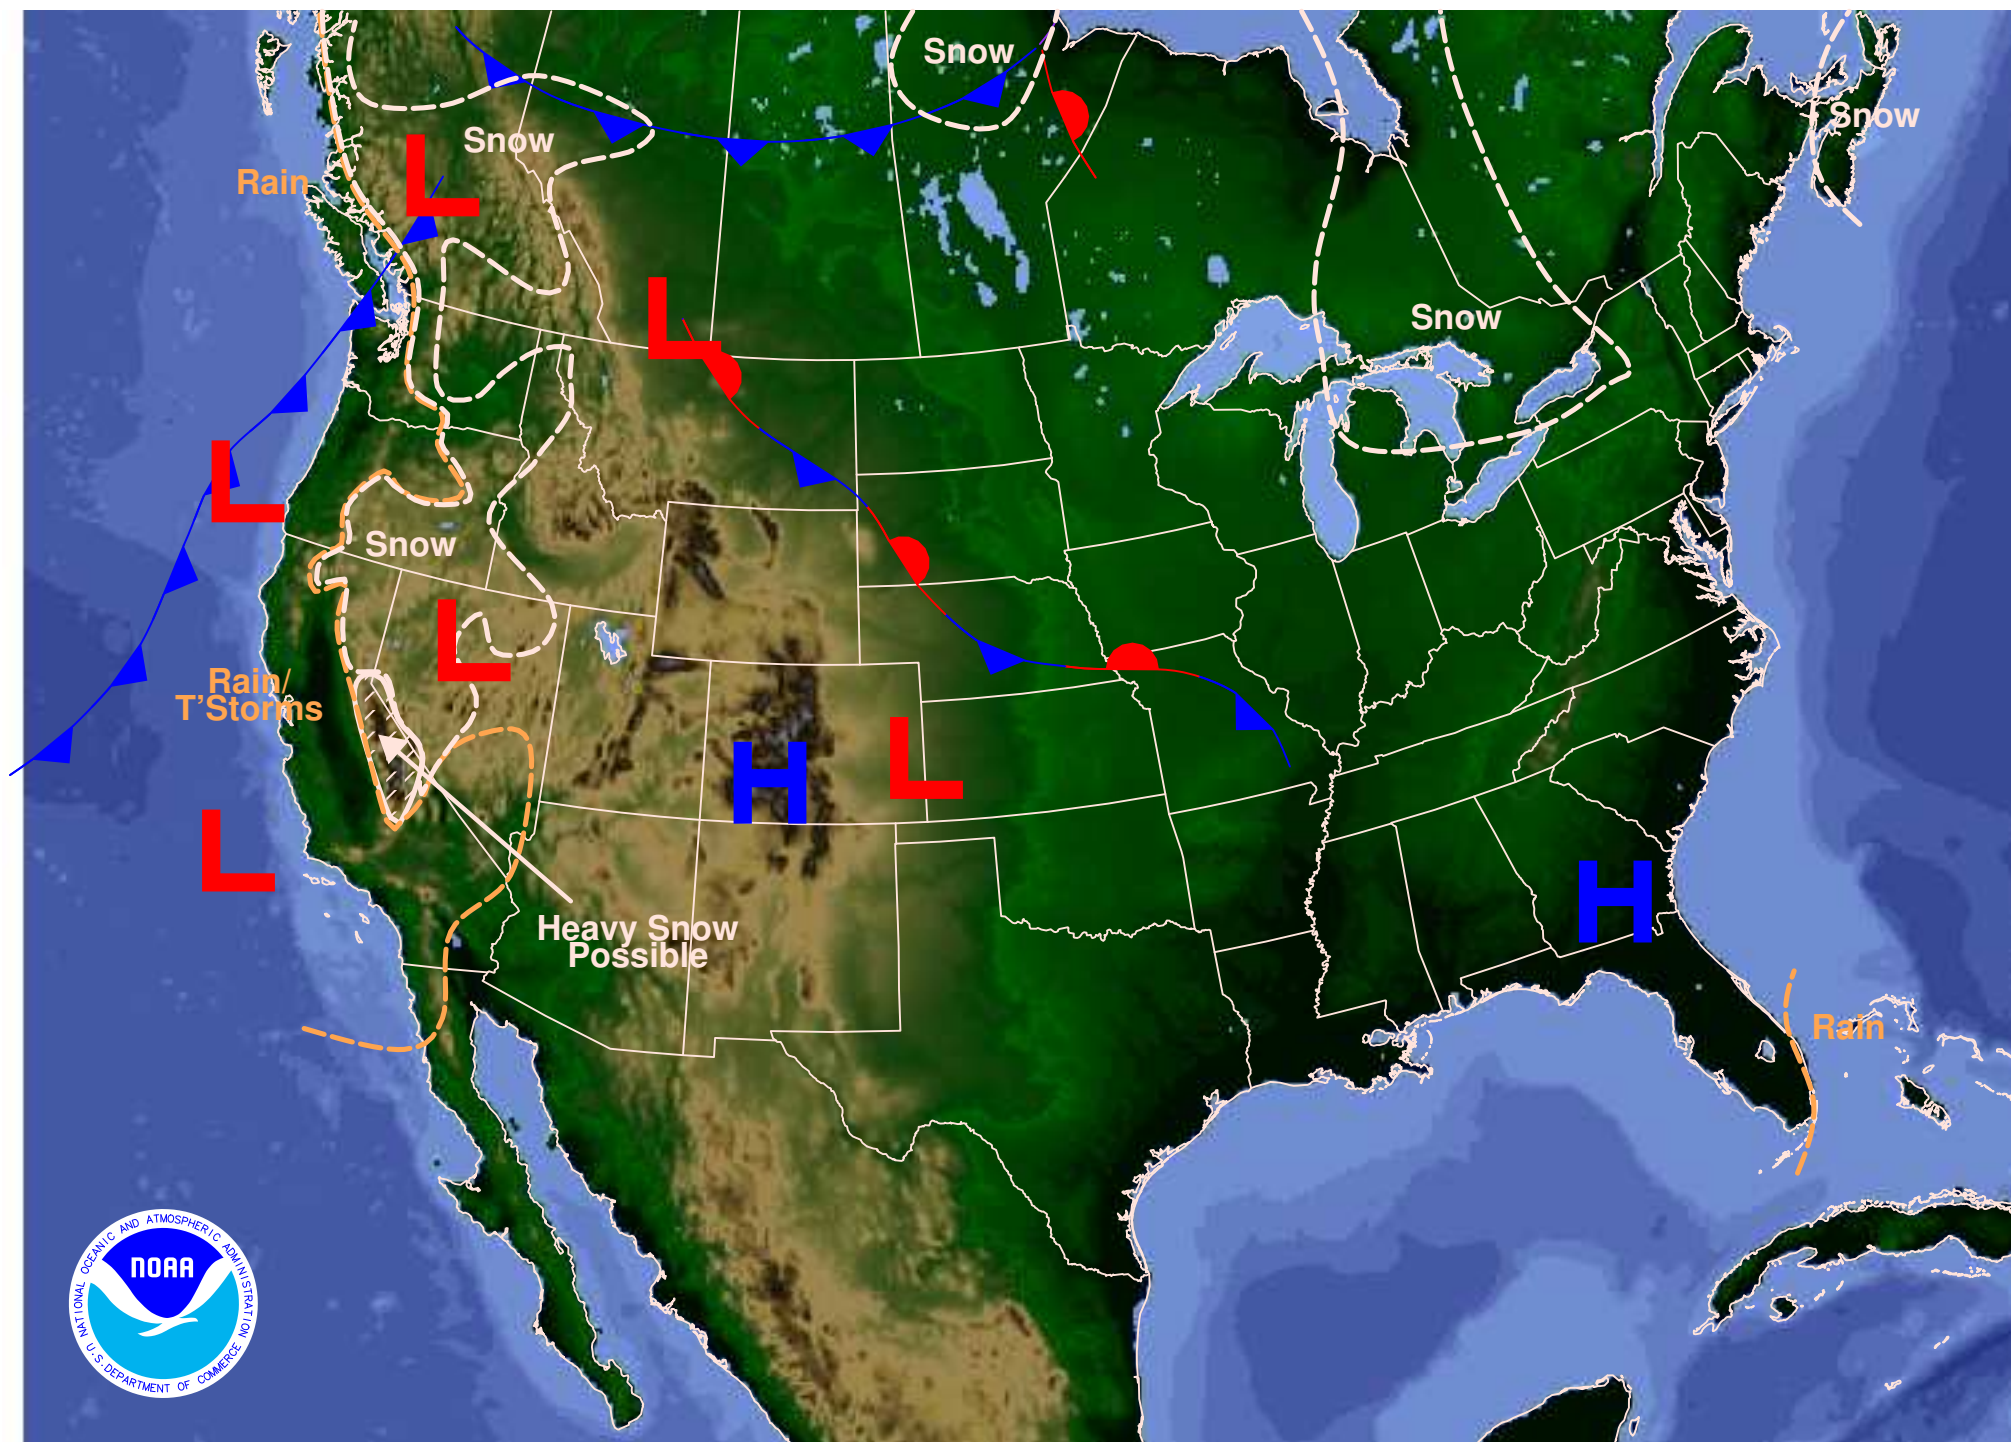 Snow
Snow
Snow
Rain
Snow
Snow
Rain/
T'Storms
Heavy Snow
Possible
Rain
L
L
L
L
L
L
H
H
NOAA
NATIONAL OCEANIC AND ATMOSPHERIC ADMINISTRATION
U.S. DEPARTMENT OF COMMERCE